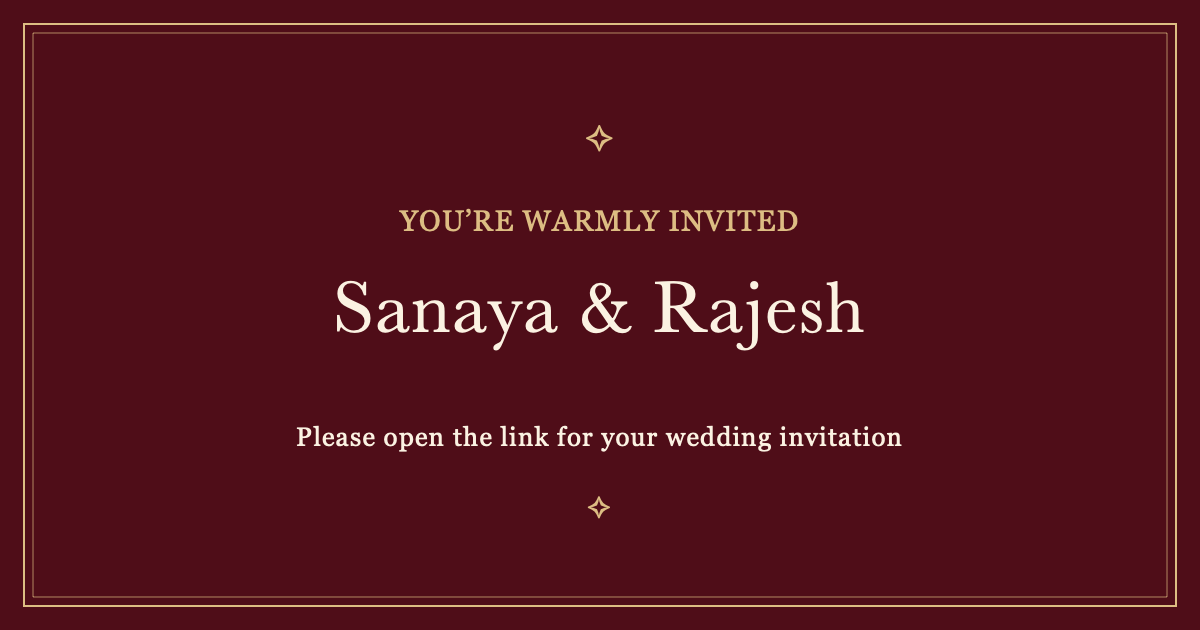 YOU’RE WARMLY INVITED
Sanaya & Rajesh
Please open the link for your wedding invitation